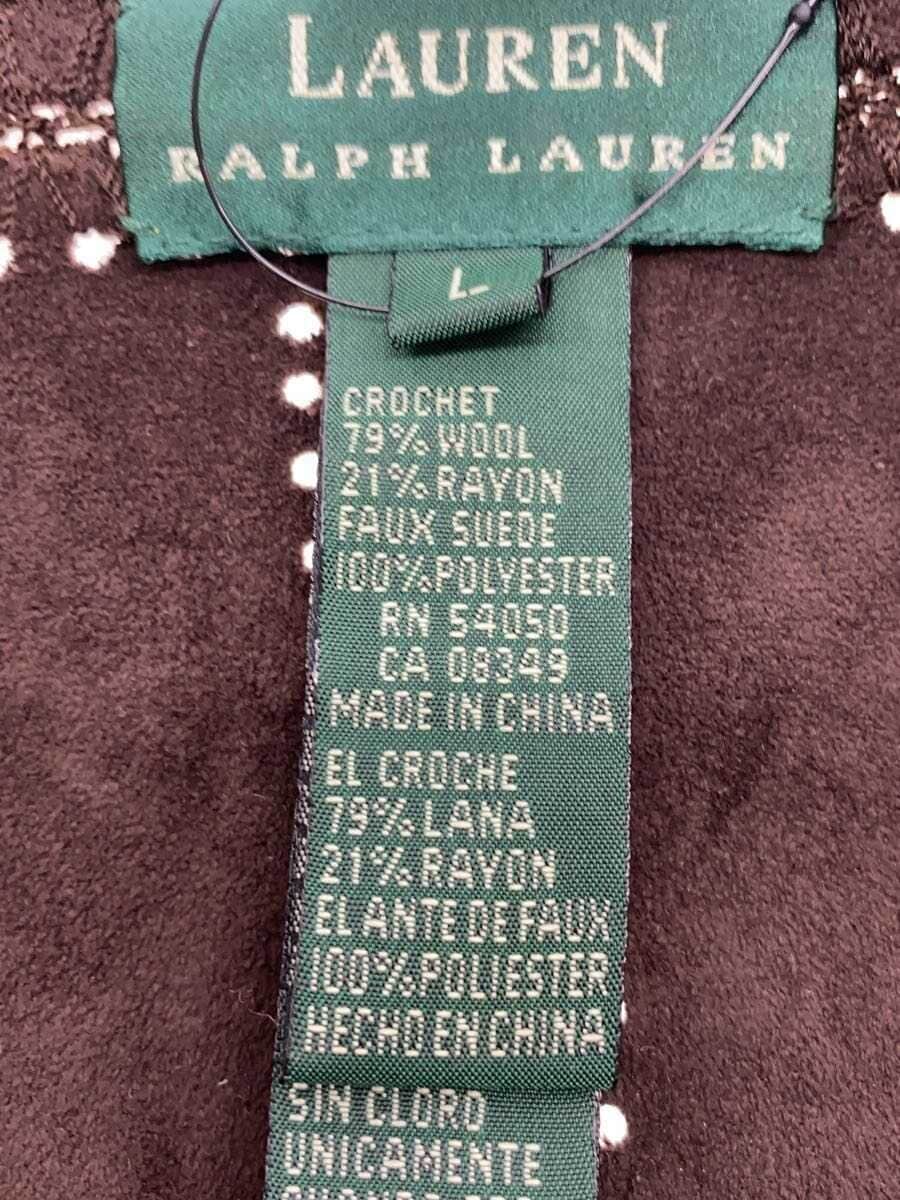 LAUREN
RALPH LAUREN
L
CROCHET
79% WOOL
21% RAYON
FAUX SUEDE
100% POLYESTER
RN 54050
CA 08349
MADE IN CHINA
EL CROCHE
79% LANA
21% RAYON
EL ANTE DE FAUX
100% POLIESTER
HECHO EN CHINA
SIN CLORO
UNICAMENTE